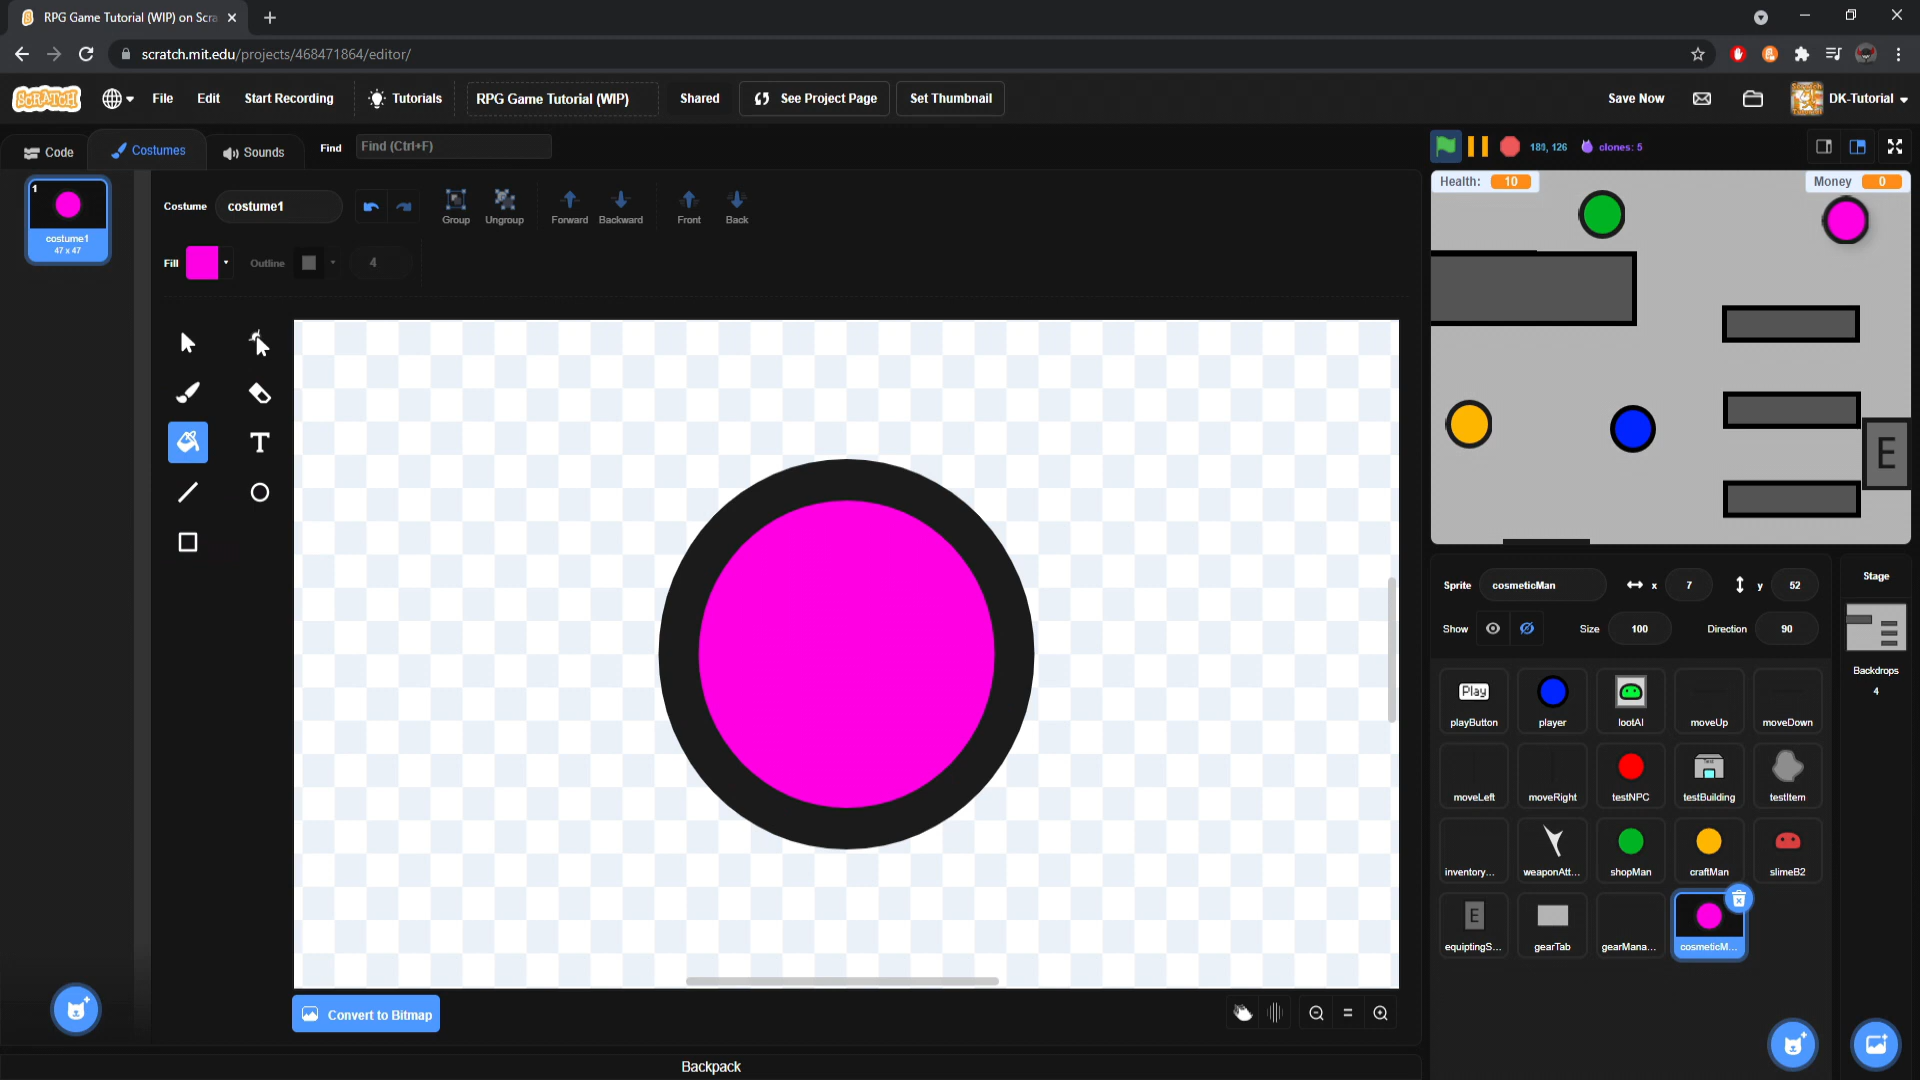 RPG Game Tutorial (WIP) on Scra
scratch.mit.edu/projects/468471864/editor/
SCRATCH
File
Edit
Start Recording
Tutorials
RPG Game Tutorial (WIP)
Shared
See Project Page
Set Thumbnail
Save Now
DK-Tutorial
Code
Costumes
Sounds
Find
Find (Ctrl+F)
clones: 5
1
costume1
47 x 47
Costume
costume1
Group
Ungroup
Forward
Backward
Front
Back
Fill
Outline
4
T
Convert to Bitmap
Backpack
Health: 10
Money 0
E
Sprite
cosmeticMan
x
7
y
52
Show
Size
100
Direction
90
Stage
Backdrops
4
Play
playButton
player
lootAI
moveUp
moveDown
moveLeft
moveRight
testNPC
testBuilding
testItem
inventory...
weaponAtt...
shopMan
craftMan
slimeB2
E
equiptingS...
gearTab
gearMana...
cosmeticM...